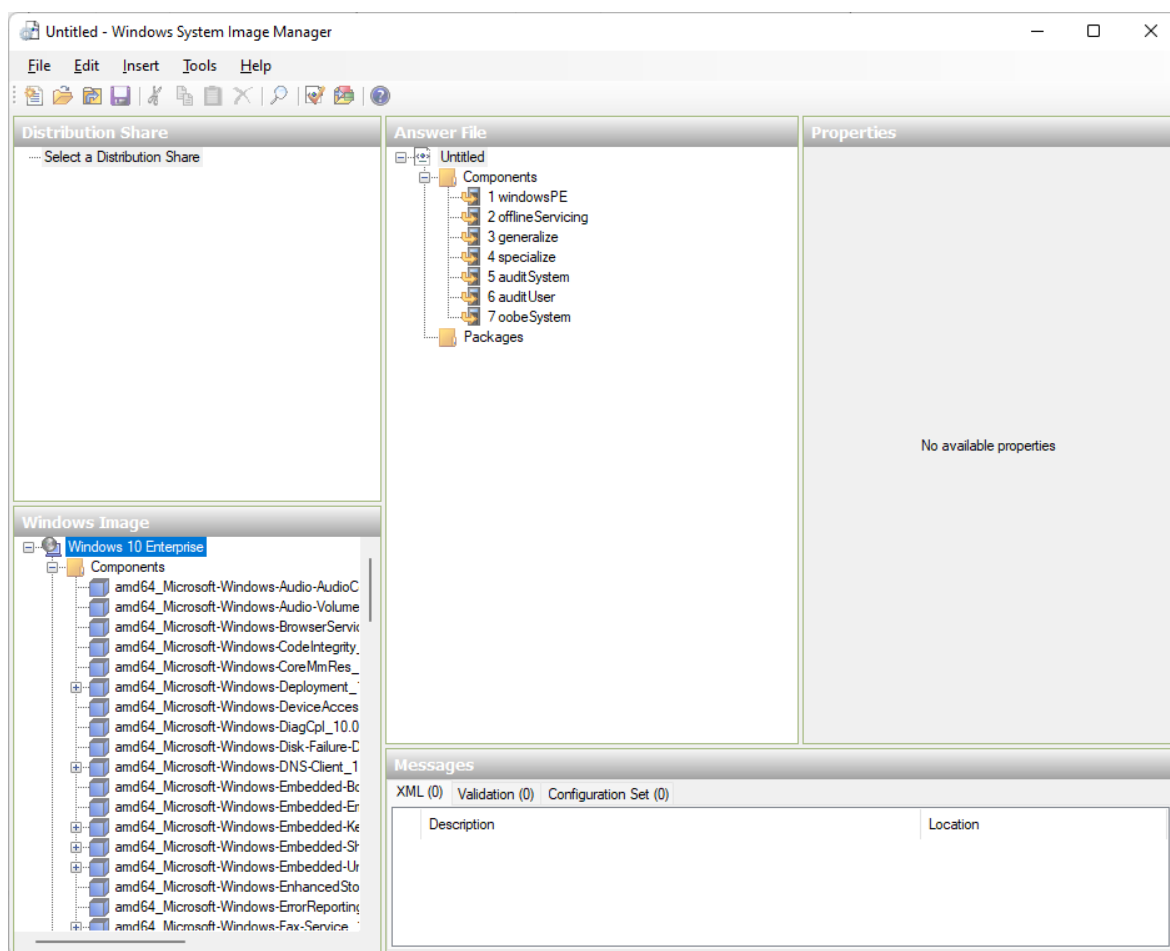 Untitled - Windows System Image Manager
File Edit Insert Tools Help
Distribution Share
Select a Distribution Share
Answer File
Untitled
Components
1 windowsPE
2 offlineServicing
3 generalize
4 specialize
5 auditSystem
6 auditUser
7 oobeSystem
Packages
Properties
No available properties
Windows Image
Windows 10 Enterprise
Components
amd64_Microsoft-Windows-Audio-AudioC
amd64_Microsoft-Windows-Audio-Volume
amd64_Microsoft-Windows-BrowserServic
amd64_Microsoft-Windows-CodeIntegrity_
amd64_Microsoft-Windows-CoreMmRes_
amd64_Microsoft-Windows-Deployment_1
amd64_Microsoft-Windows-DeviceAcces
amd64_Microsoft-Windows-DiagCpl_10.0
amd64_Microsoft-Windows-Disk-Failure-D
amd64_Microsoft-Windows-DNS-Client_1
amd64_Microsoft-Windows-Embedded-Bo
amd64_Microsoft-Windows-Embedded-Er
amd64_Microsoft-Windows-Embedded-Ke
amd64_Microsoft-Windows-Embedded-Sh
amd64_Microsoft-Windows-Embedded-Ur
amd64_Microsoft-Windows-EnhancedSto
amd64_Microsoft-Windows-ErrorReporting
amd64_Microsoft-Windows-Fax-Service_1
Messages
XML (0) Validation (0) Configuration Set (0)
Description Location